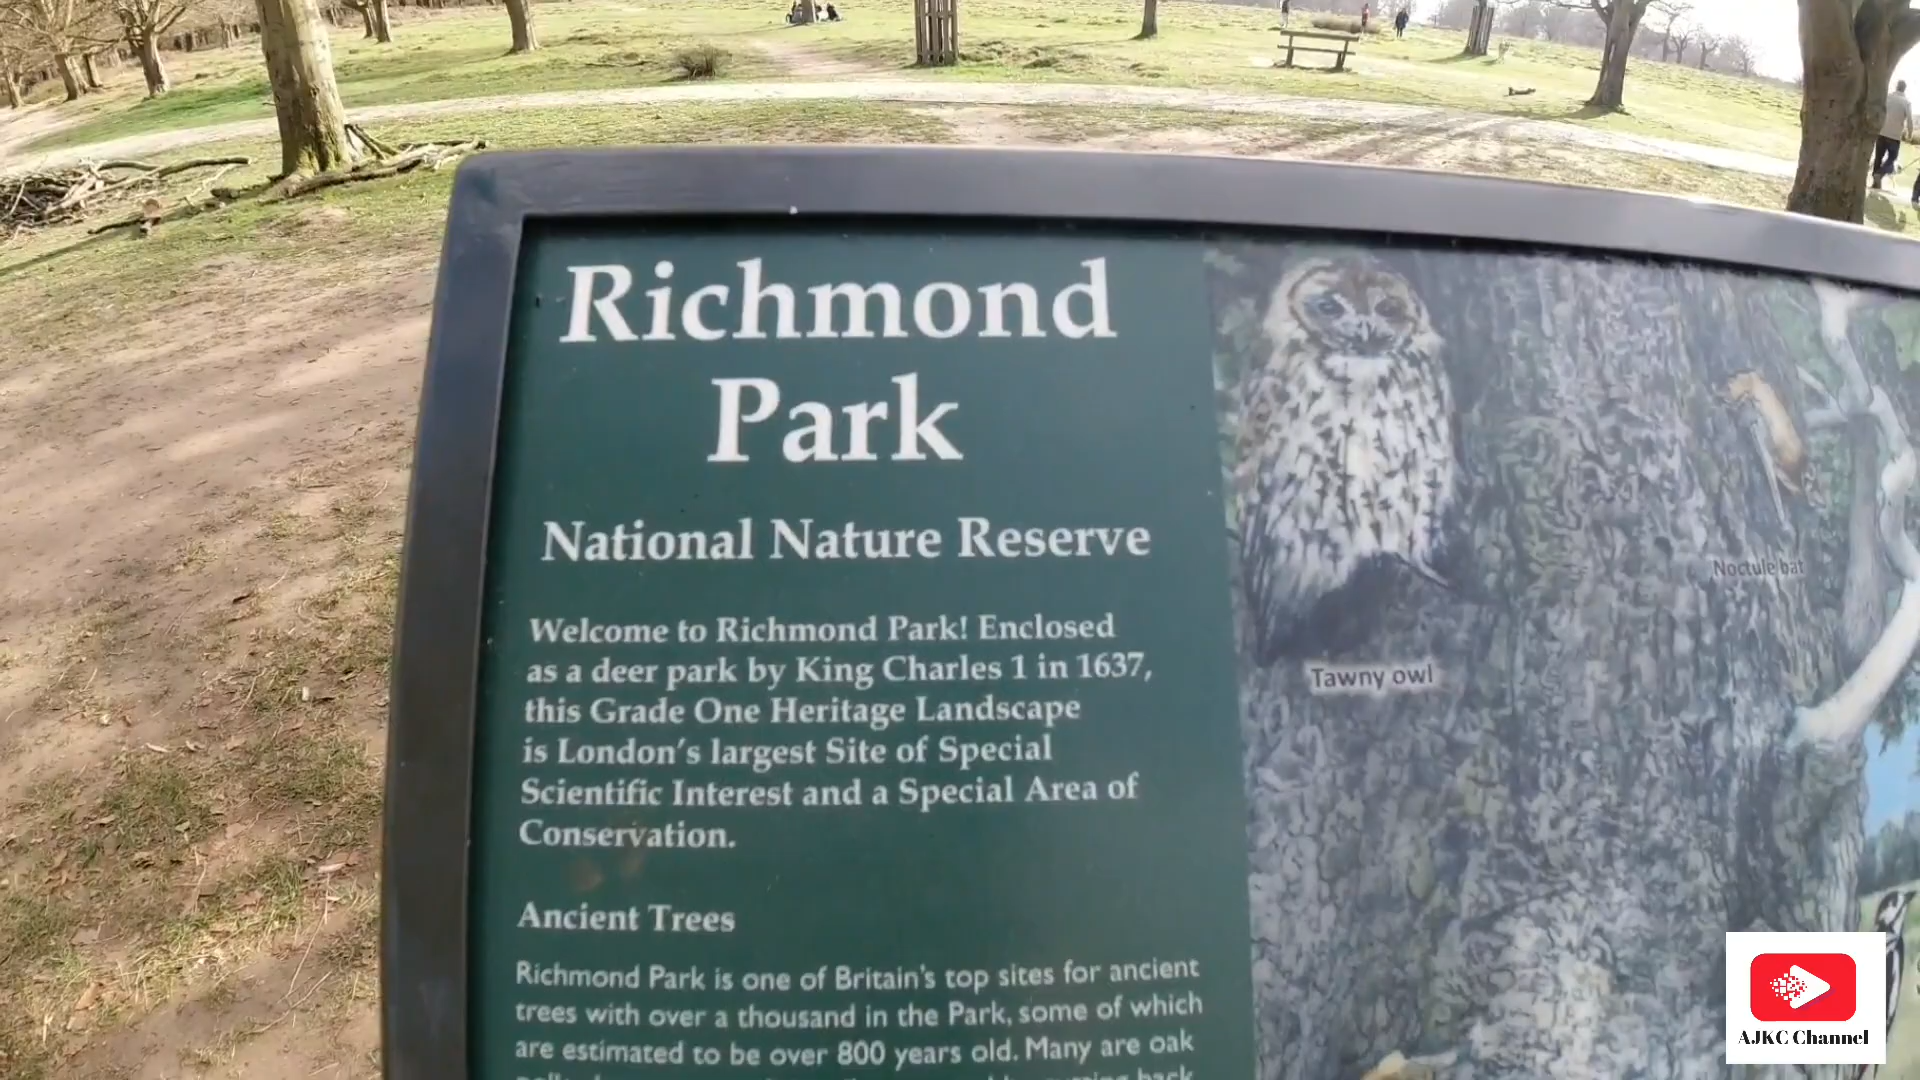 Richmond
Park
National Nature Reserve
Welcome to Richmond Park! Enclosed
as a deer park by King Charles 1 in 1637,
this Grade One Heritage Landscape
is London's largest Site of Special
Scientific Interest and a Special Area of
Conservation.
Ancient Trees
Richmond Park is one of Britain's top sites for ancient
trees with over a thousand in the Park, some of which
are estimated to be over 800 years old. Many are oak
back
Tawny owl
Noctule bat
AJKC Channel